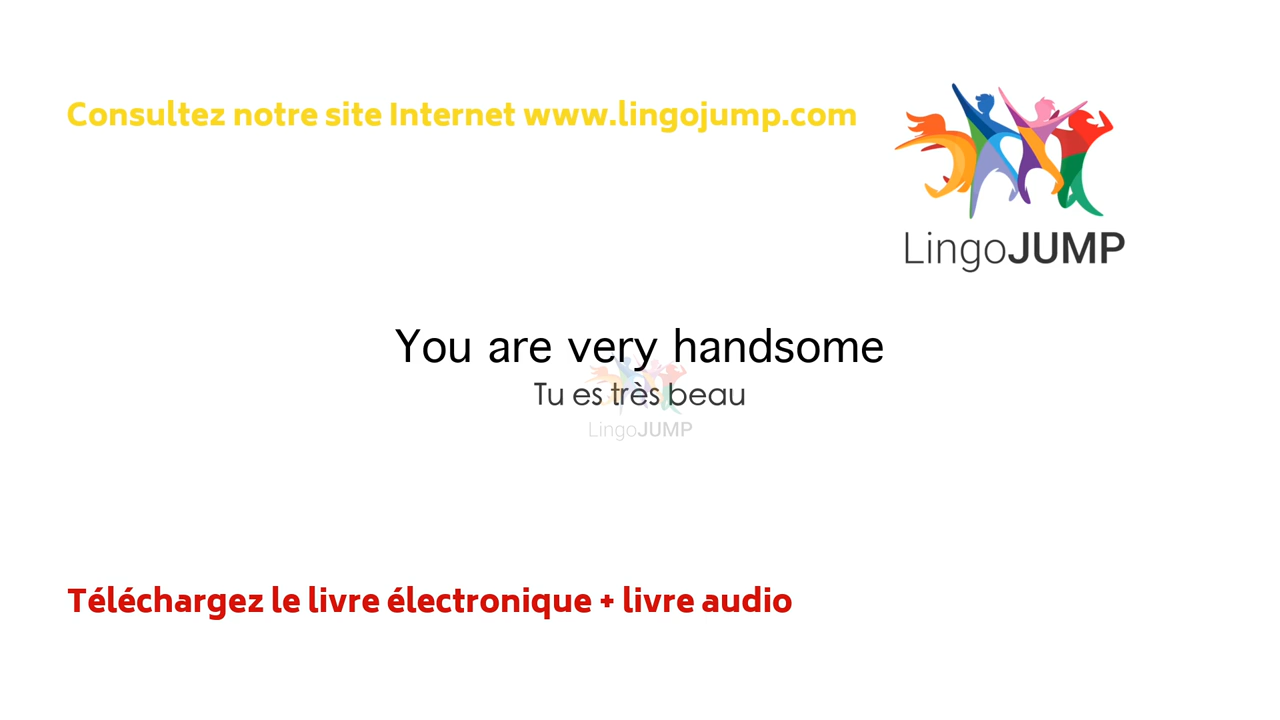 Consultez notre site Internet www.lingojump.com
LingoJUMP
You are very handsome
Tu es très beau
LingoJUMP
Téléchargez le livre électronique + livre audio